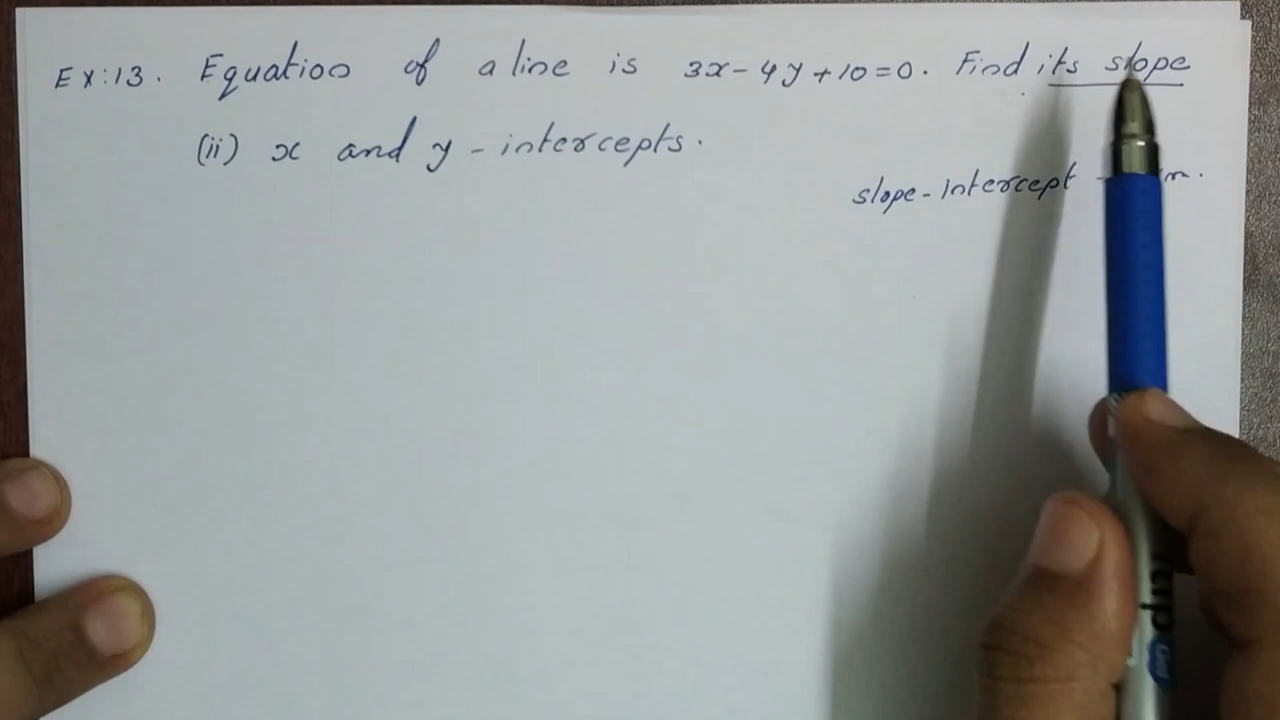 EX:13. Equation of a line is 3x-4y+10=0. Find its slope
(ii) x and y-intercepts.
slope-intercept